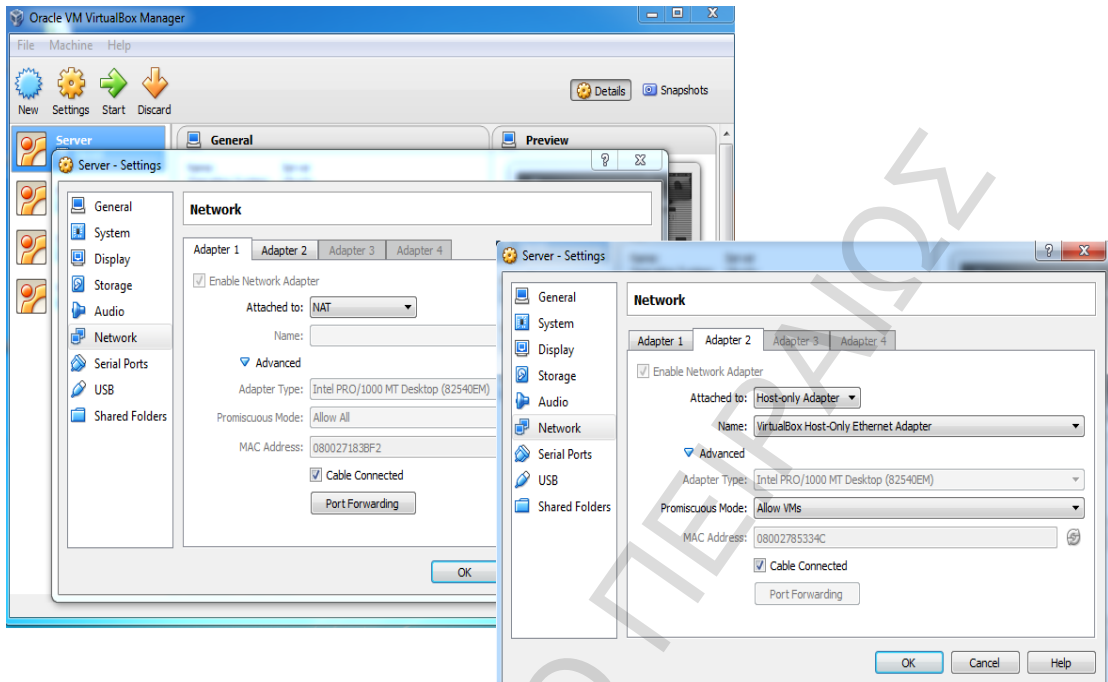 Oracle VM VirtualBox Manager
File Machine Help
New Settings Start Discard
Details Snapshots
Server
General
Preview
Server - Settings
General
System
Display
Storage
Audio
Network
Serial Ports
USB
Shared Folders
Network
Adapter 1 Adapter 2 Adapter 3 Adapter 4
Enable Network Adapter
Attached to: NAT
Name:
Advanced
Adapter Type: Intel PRO/1000 MT Desktop (82540EM)
Promiscuous Mode: Allow All
MAC Address: 080027183BF2
Cable Connected
Port Forwarding
OK
Server - Settings
General
System
Display
Storage
Audio
Network
Serial Ports
USB
Shared Folders
Network
Adapter 1 Adapter 2 Adapter 3 Adapter 4
Enable Network Adapter
Attached to: Host-only Adapter
Name: VirtualBox Host-Only Ethernet Adapter
Advanced
Adapter Type: Intel PRO/1000 MT Desktop (82540EM)
Promiscuous Mode: Allow VMs
MAC Address: 08002785334C
Cable Connected
Port Forwarding
OK Cancel Help
Ο ΠΕΙΡΑΙΩΣ